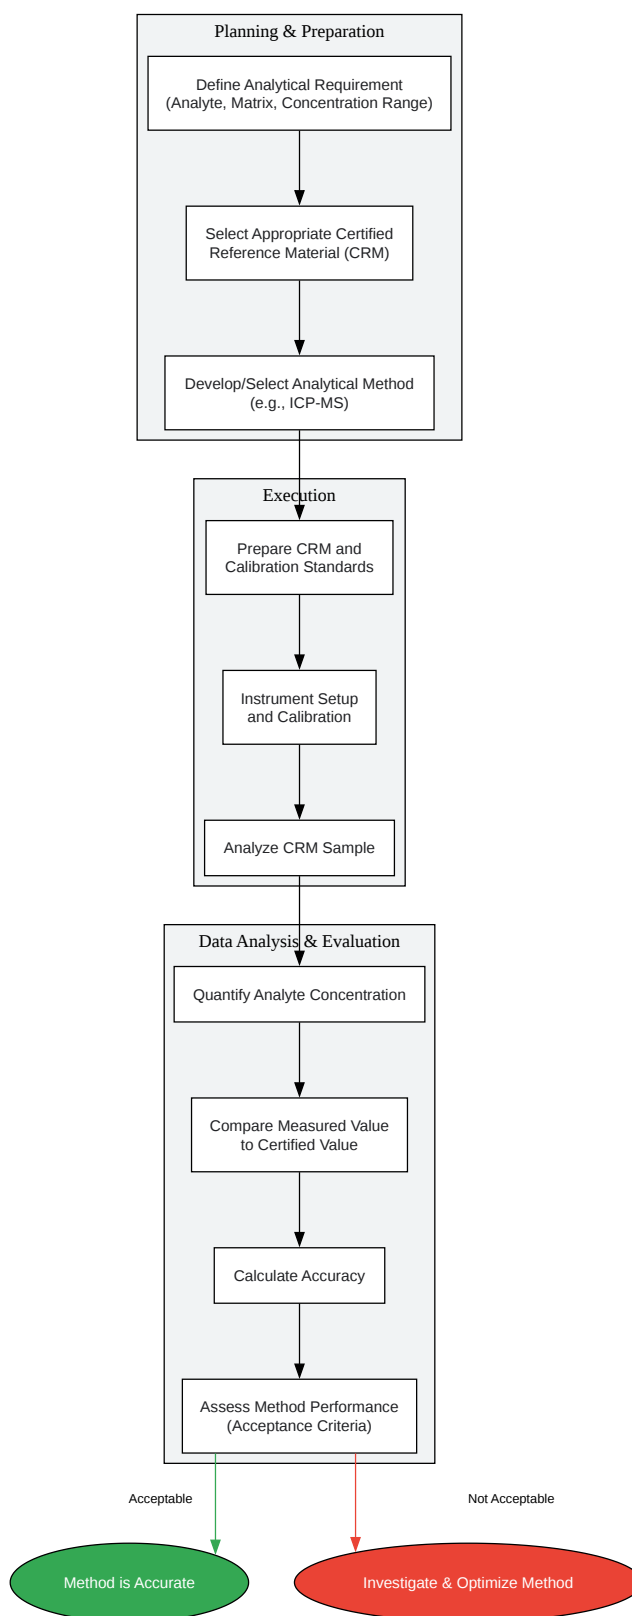 Planning & Preparation
Define Analytical Requirement
(Analyte, Matrix, Concentration Range)
Select Appropriate Certified
Reference Material (CRM)
Develop/Select Analytical Method
(e.g., ICP-MS)
Execution
Prepare CRM and
Calibration Standards
Instrument Setup
and Calibration
Analyze CRM Sample
Data Analysis & Evaluation
Quantify Analyte Concentration
Compare Measured Value
to Certified Value
Calculate Accuracy
Assess Method Performance
(Acceptance Criteria)
Acceptable
Not Acceptable
Method is Accurate
Investigate & Optimize Method